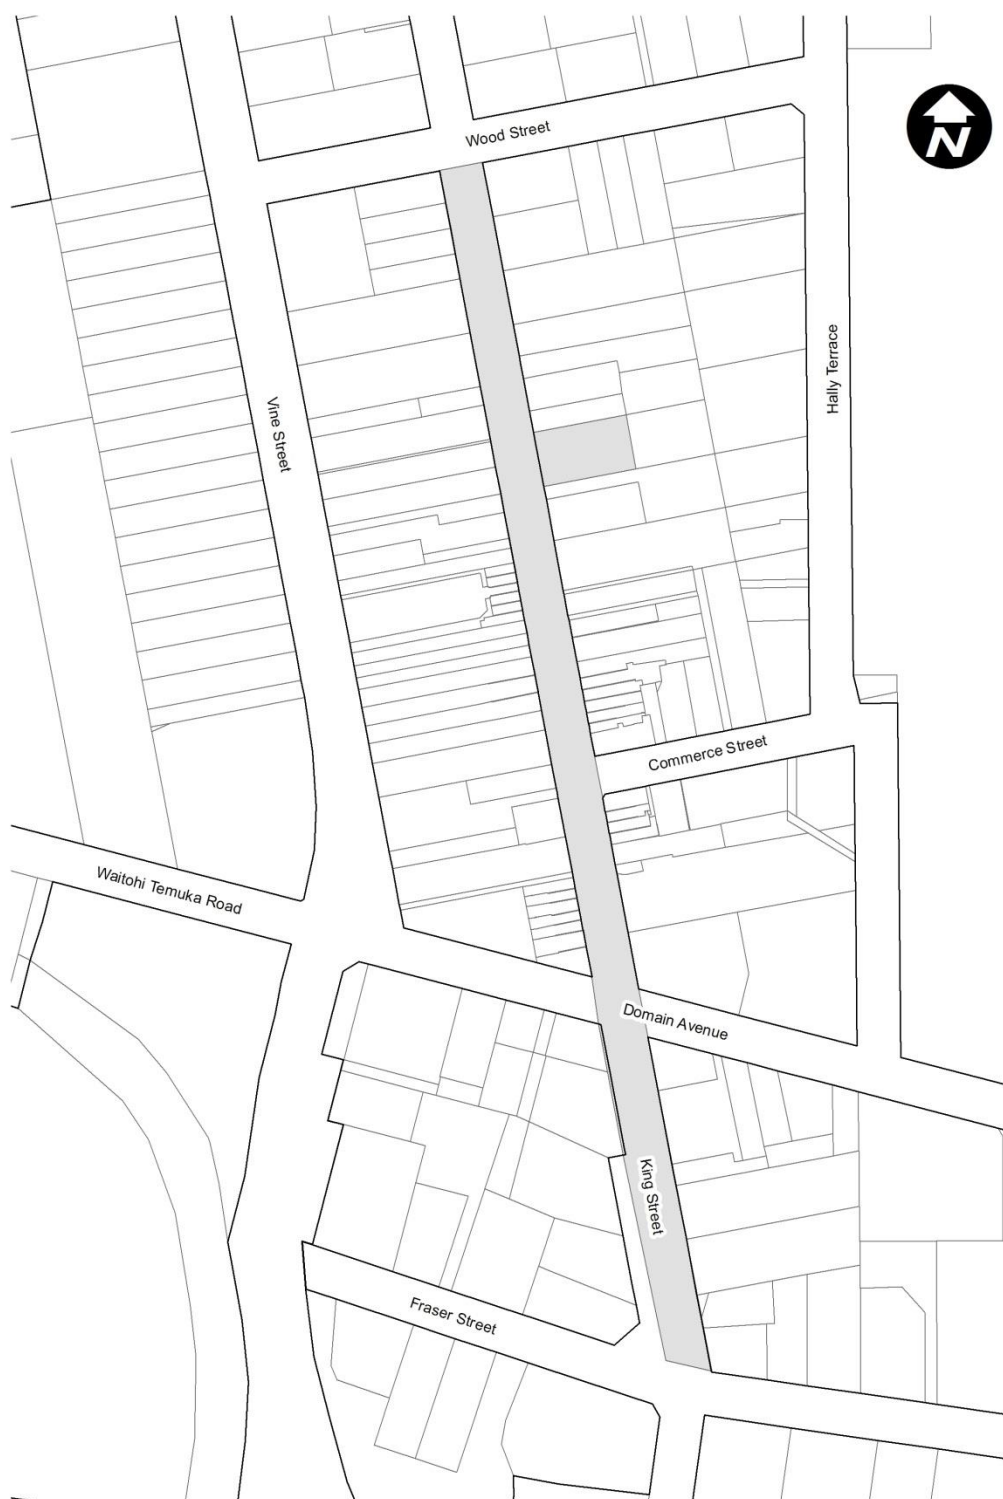 Wood Street
N
Hally Terrace
Vine Street
Commerce Street
Waitohi Temuka Road
Domain Avenue
King Street
Fraser Street